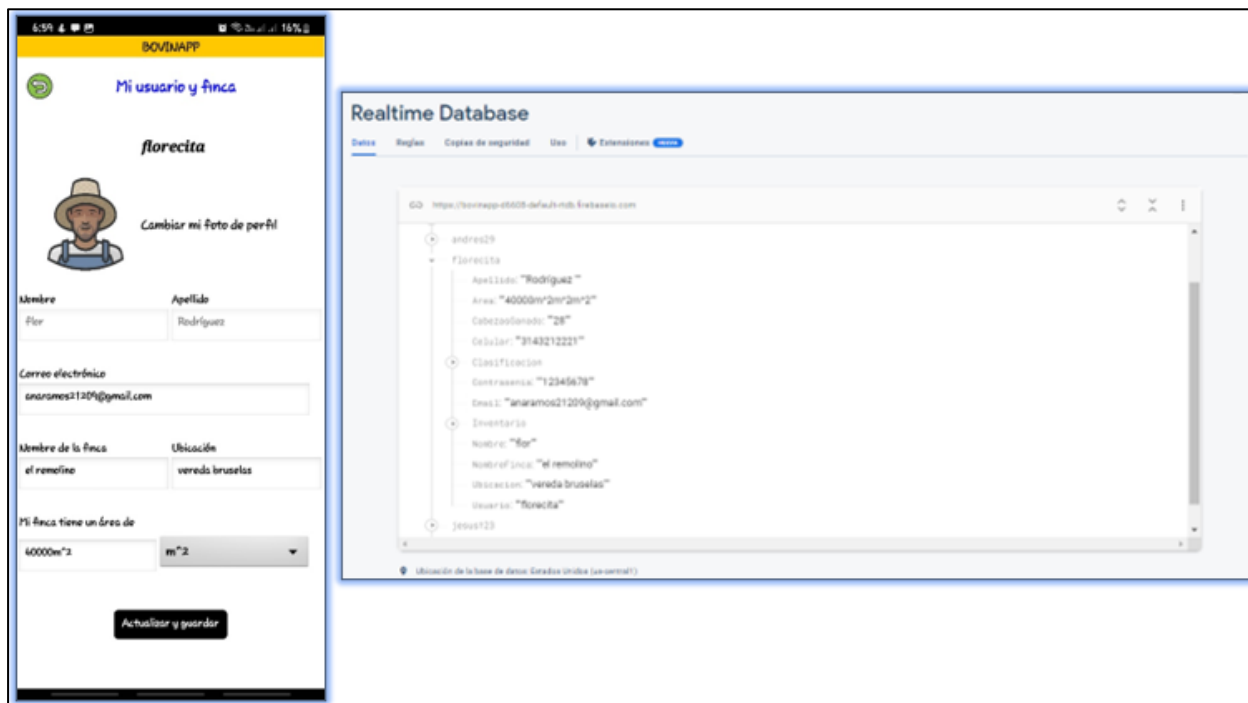 6:59
16%
BOVINAPP
Mi usuario y finca
florecita
Cambiar mi foto de perfil
Nombre Apellido
flor Rodríguez
Correo electrónico
anaramos21209@gmail.com
Nombre de la finca Ubicación
el remolino vereda bruselas
Mi finca tiene un área de
40000m^2 m^2
Actualizar y guardar
Realtime Database
Datos Reglas Copias de seguridad Uso Extensiones
andres29
florecita
Apellido: "Rodríguez "
Area: "40000m^2m^2m^2"
CabezasGanado: "28"
Celular: "3143212221"
Clasificacion
Contrasenia: "12345678"
Email: "anaramos21209@gmail.com"
Inventario
Nombre: "flor"
NombreFinca: "el remolino"
Ubicacion: "vereda bruselas"
Usuario: "florecita"
jesus123
Ubicación de la base de datos: Estados Unidos (us-central1)